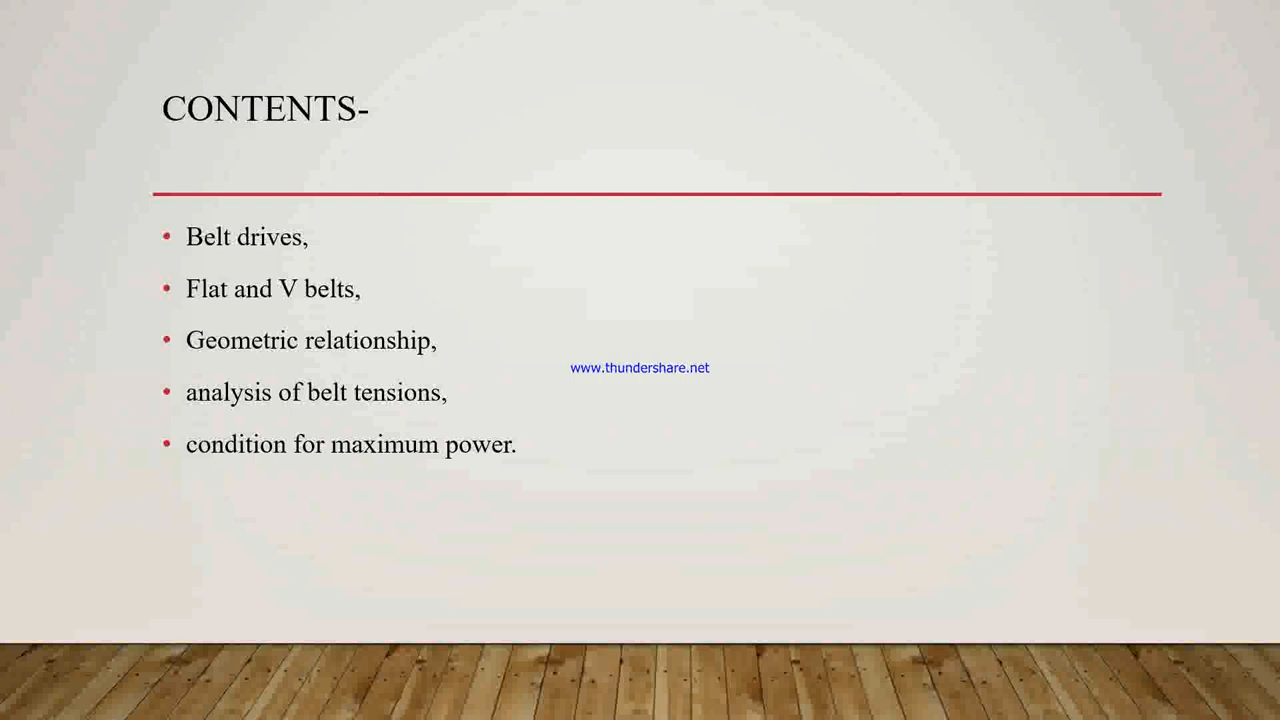 CONTENTS-
• Belt drives,
• Flat and V belts,
• Geometric relationship,
www.thundershare.net
• analysis of belt tensions,
• condition for maximum power.